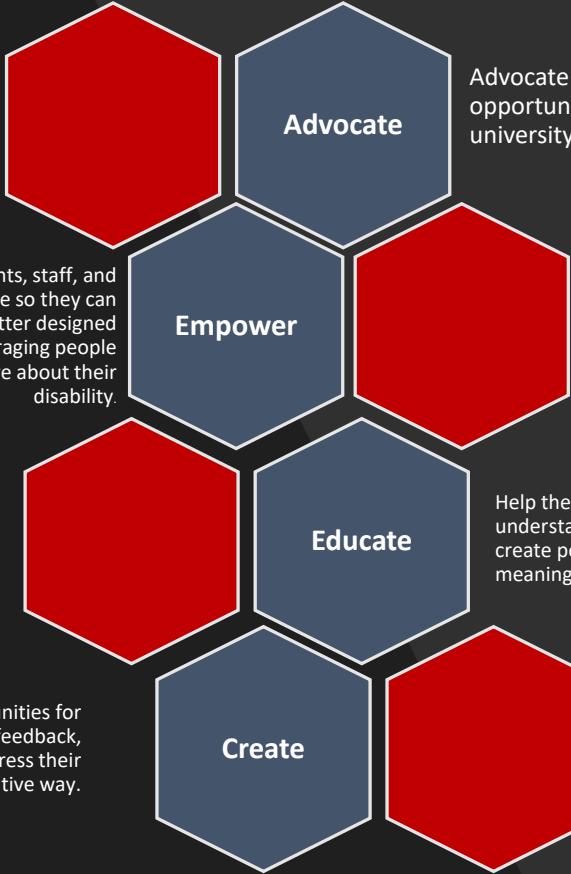 Advocate
Advocate
opportun
university
nts, staff, and
e so they can
tter designed
raging people
e about their
disability.
Empower
Educate
Help the
understa
create po
meaning
nities for
feedback,
ress their
tive way.
Create